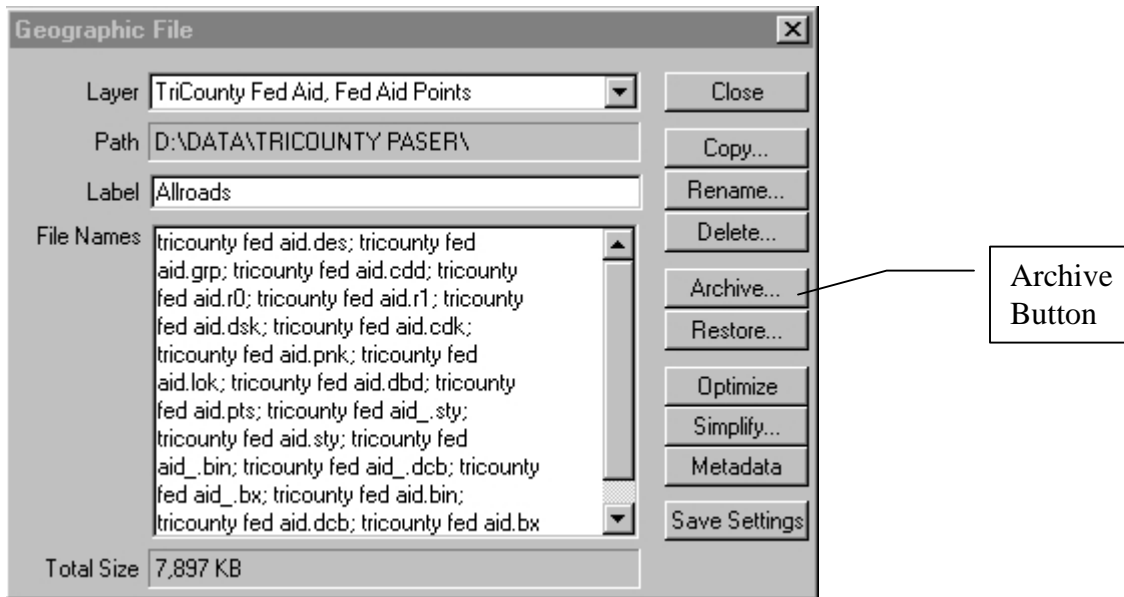 Geographic File
Layer TriCounty Fed Aid, Fed Aid Points
Close
Path D:\DATA\TRICOUNTY PASER\
Copy...
Label Allroads
Rename...
File Names
Delete...
tricounty fed aid.des; tricounty fed
aid.grp; tricounty fed aid.cdd; tricounty
fed aid.r0; tricounty fed aid.r1; tricounty
fed aid.dsk; tricounty fed aid.cdk;
tricounty fed aid.pnk; tricounty fed
aid.lok; tricounty fed aid.dbd; tricounty
fed aid.pts; tricounty fed aid_.sty;
tricounty fed aid.sty; tricounty fed
aid_.bin; tricounty fed aid_.dcb; tricounty
fed aid_.bx; tricounty fed aid.bin;
tricounty fed aid.dcb; tricounty fed aid.bx
Archive...
Restore...
Optimize
Simplify...
Metadata
Save Settings
Total Size 7,897 KB
Archive
Button